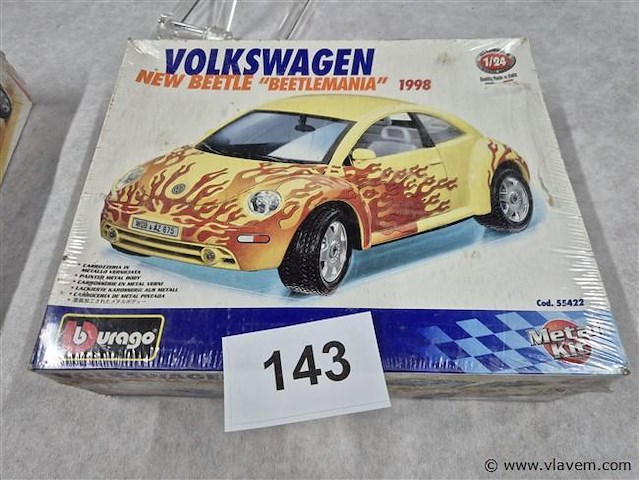 VOLKSWAGEN
NEW BEETLE "BEETLEMANIA" 1998
1/24
• CARROZZERIA IN
METALLO VERNICIATA
• PAINTED METAL BODY
• CARROSSERIE EN METAL VERNI
• LACKIERTE KAROSSERIE AUS METALL
• CARROCERIA DE METAL PINTADA
Cod. 55422
burago
Metal
Kit
143
© www.vlavem.com